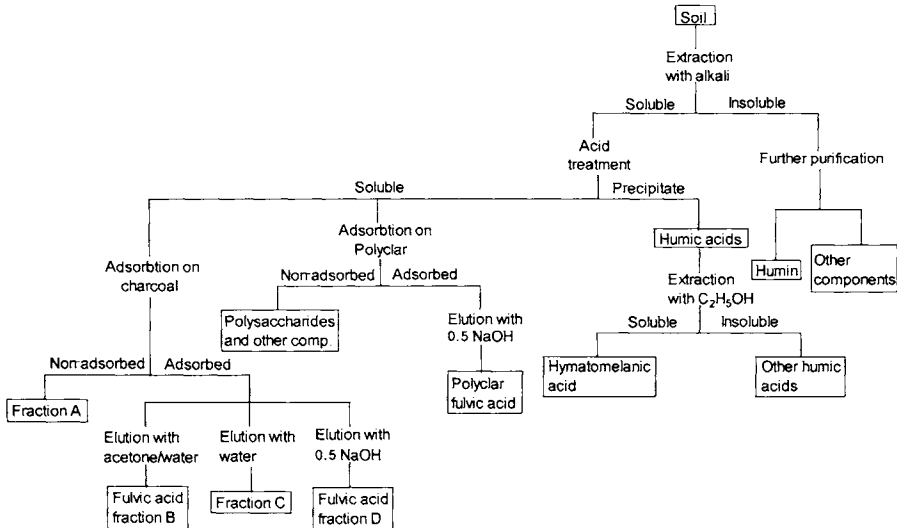 Soil
Extraction
with alkali
Soluble
Insoluble
Acid
treatment
Further purification
Soluble
Precipitate
Adsorbtion on
Polyclar
Humic acids
Adsorbtion on
charcoal
Non-adsorbed
Adsorbed
Humin
Other
components
Extraction
with C₂H₅OH
Polysaccharides
and other comp.
Elution with
0.5 NaOH
Soluble
Insoluble
Non-adsorbed
Adsorbed
Polyclar
fulvic acid
Hymatomelanic
acid
Other humic
acids
Fraction A
Elution with
acetone/water
Elution with
water
Elution with
0.5 NaOH
Fulvic acid
fraction B
Fraction C
Fulvic acid
fraction D